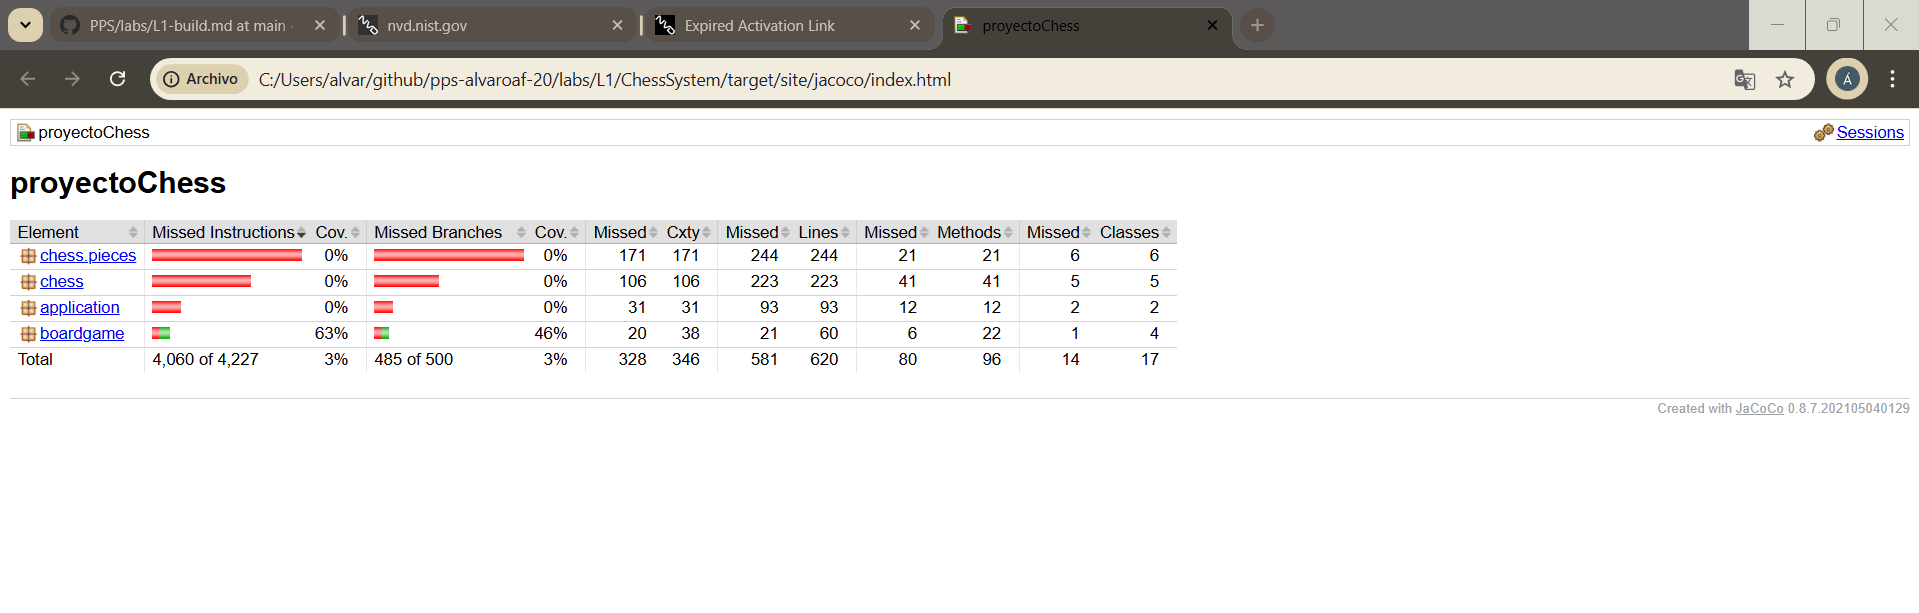 PPS/labs/L1-build.md at main · nvd.nist.gov Expired Activation Link proyectoChess
Archivo C:/Users/alvar/github/pps-alvaroaf-20/labs/L1/ChessSystem/target/site/jacoco/index.html Á
proyectoChess Sessions
proyectoChess
Element Missed Instructions Cov. Missed Branches Cov. Missed Cxty Missed Lines Missed Methods Missed Classes
chess.pieces 0% 0% 171 171 244 244 21 21 6 6
chess 0% 0% 106 106 223 223 41 41 5 5
application 0% 0% 31 31 93 93 12 12 2 2
boardgame 63% 46% 20 38 21 60 6 22 1 4
Total 4,060 of 4,227 3% 485 of 500 3% 328 346 581 620 80 96 14 17
Created with JaCoCo 0.8.7.202105040129